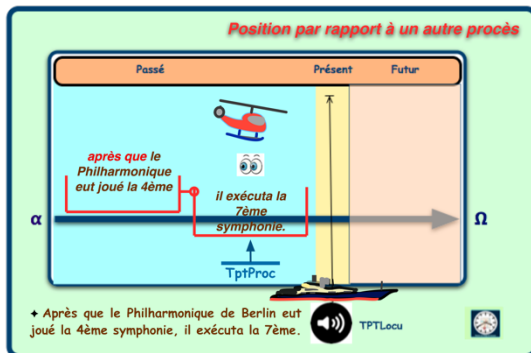 Position par rapport à un autre procès
Passé
Présent
Futur
après que le
Philharmonique
eut joué la 4ème
il exécuta la
7ème
symphonie.
α
Ω
TptProc
✦ Après que le Philharmonique de Berlin eut
joué la 4ème symphonie, il exécuta la 7ème.
TPTLocu